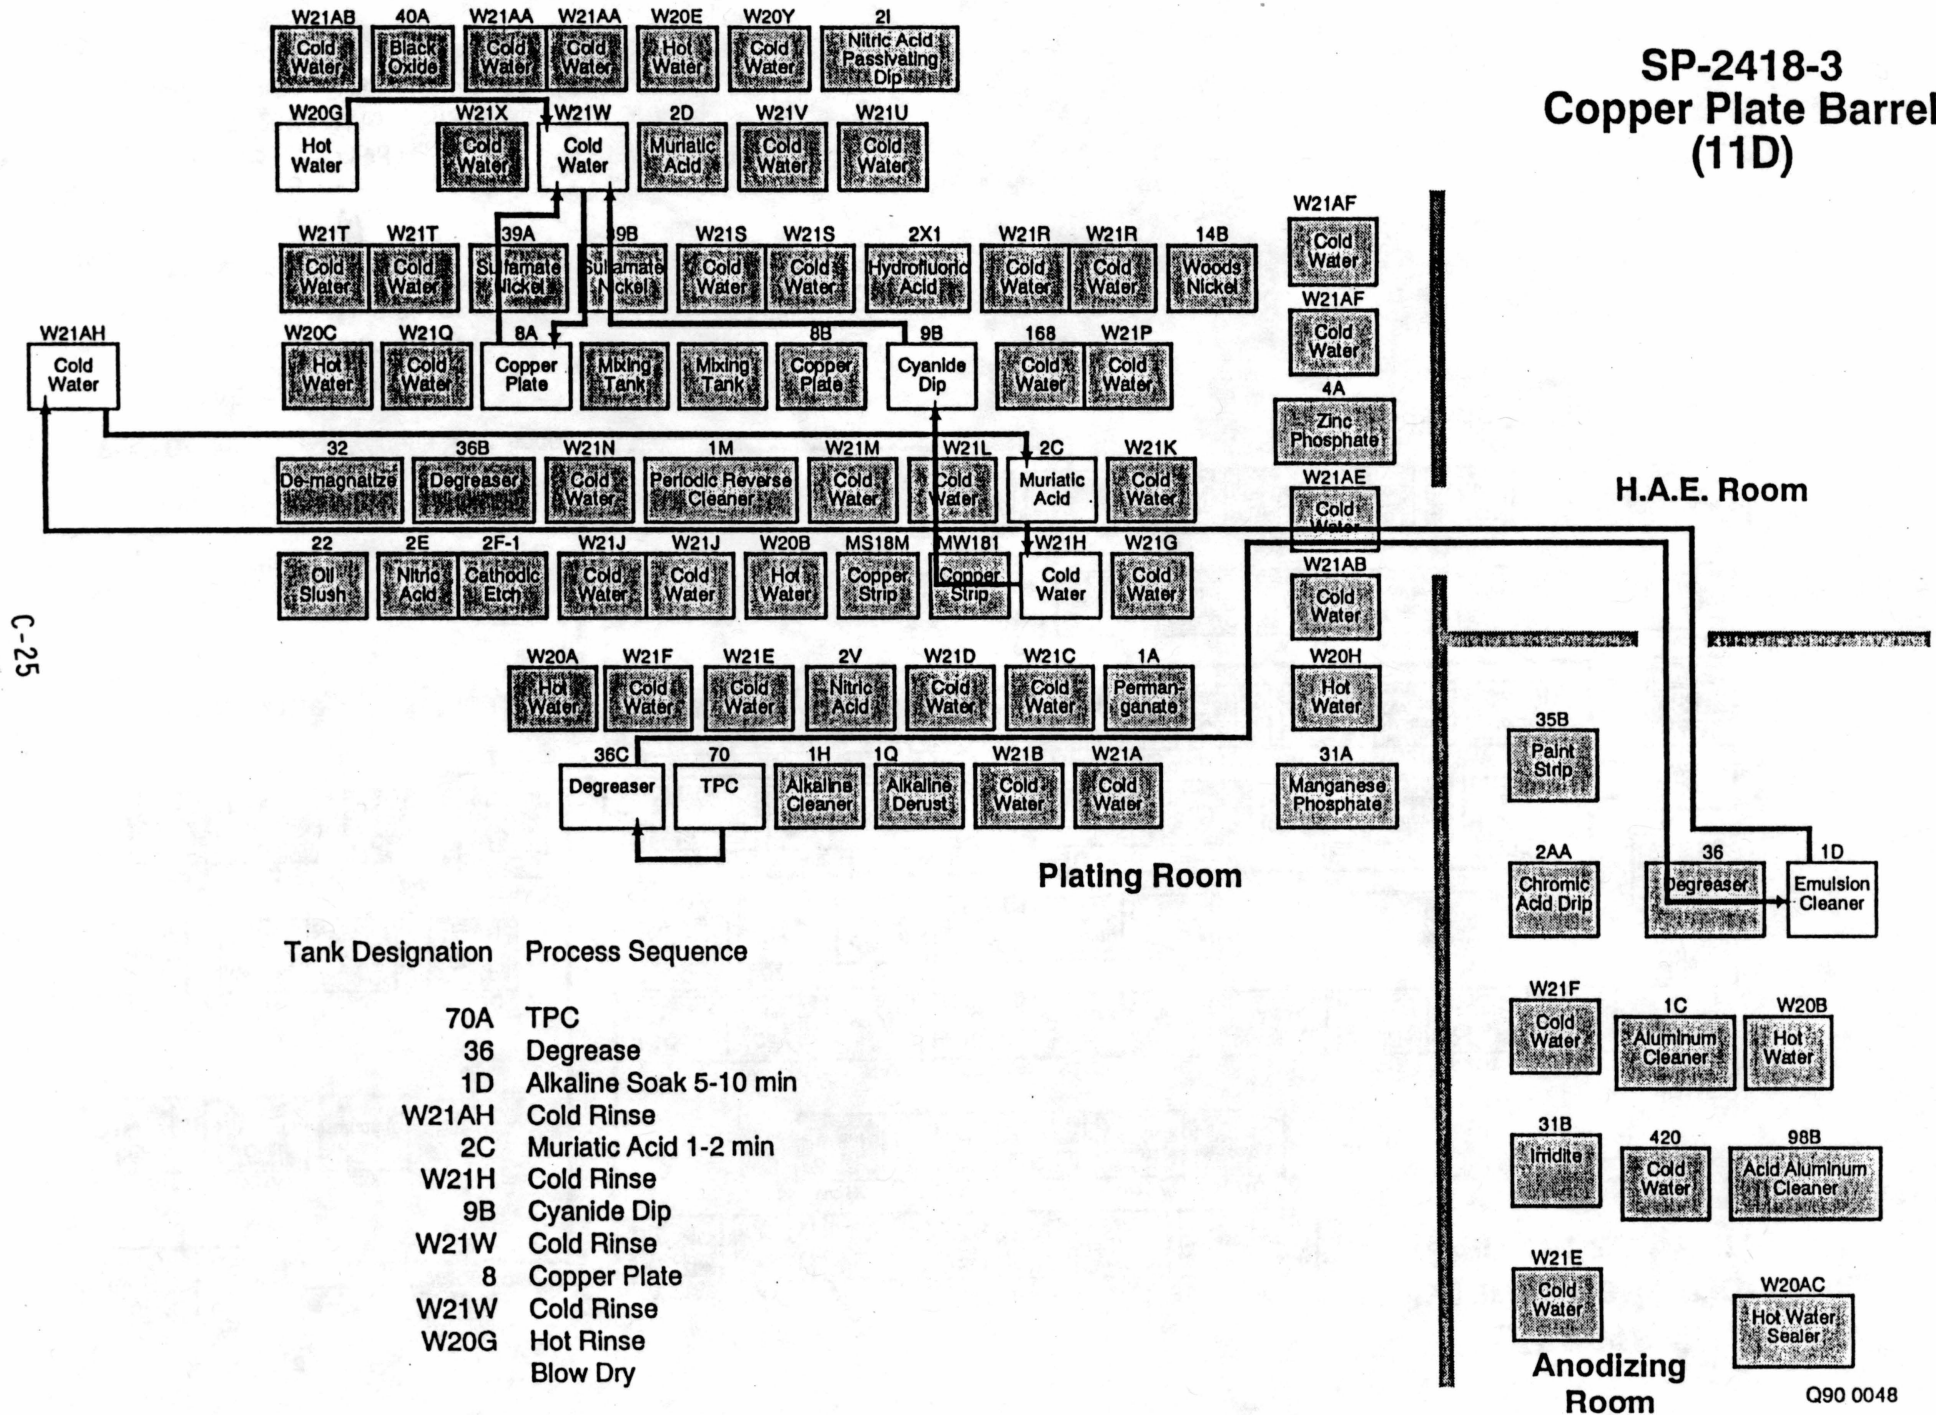 SP-2418-3
Copper Plate Barrel
(11D)
W21AB 40A W21AA W21AA W20E W20Y 2I
Cold Water
Black Oxide
Cold Water
Cold Water
Hot Water
Cold Water
Nitric Acid Passivating Dip
W20G W21X W21W 2D W21V W21U
Hot Water
Cold Water
Cold Water
Muriatic Acid
Cold Water
Cold Water
W21T W21T 39A 39B W21S W21S 2X1 W21R W21R 14B
Cold Water
Cold Water
Sulfamate Nickel
Sulfamate Nickel
Cold Water
Cold Water
Hydrofluoric Acid
Cold Water
Cold Water
Woods Nickel
W21AH W20C W21Q 8A 8B 9B 168 W21P
Cold Water
Hot Water
Cold Water
Copper Plate
Mixing Tank
Mixing Tank
Copper Plate
Cyanide Dip
Cold Water
Cold Water
32 36B W21N 1M W21M W21L 2C W21K
De-magnatize
Degreaser
Cold Water
Periodic Reverse Cleaner
Cold Water
Cold Water
Muriatic Acid
Cold Water
22 2E 2F-1 W21J W21J W20B MS18M MW181 W21H W21G
Oil Slush
Nitric Acid
Cathodic Etch
Cold Water
Cold Water
Hot Water
Copper Strip
Copper Strip
Cold Water
Cold Water
W20A W21F W21E 2V W21D W21C 1A
Hot Water
Cold Water
Cold Water
Nitric Acid
Cold Water
Cold Water
Perman-
ganate
36C 70 1H 1Q W21B W21A
Degreaser
TPC
Alkaline Cleaner
Alkaline Derust
Cold Water
Cold Water
W21AF
Cold Water
W21AF
Cold Water
4A
Zinc Phosphate
W21AE
Cold Water
W21AB
Cold Water
W20H
Hot Water
31A
Manganese Phosphate
Plating Room
H.A.E. Room
35B
Paint Strip
2AA 36 1D
Chromic Acid Drip
Degreaser
Emulsion Cleaner
W21F 1C W20B
Cold Water
Aluminum Cleaner
Hot Water
31B 420 98B
Irridite
Cold Water
Acid Aluminum Cleaner
W21E W20AC
Cold Water
Hot Water Sealer
Anodizing
Room
Tank Designation Process Sequence
70A TPC
36 Degrease
1D Alkaline Soak 5-10 min
W21AH Cold Rinse
2C Muriatic Acid 1-2 min
W21H Cold Rinse
9B Cyanide Dip
W21W Cold Rinse
8 Copper Plate
W21W Cold Rinse
W20G Hot Rinse
Blow Dry
C-25
Q90 0048